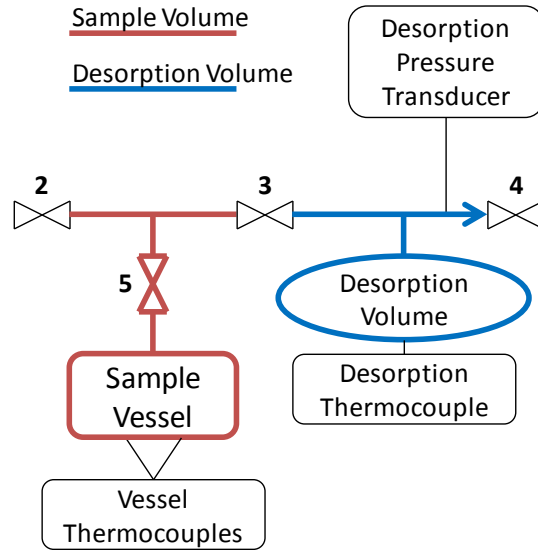 Sample Volume
Desorption Volume
Desorption
Pressure
Transducer
2
3
4
5
Desorption
Volume
Sample
Vessel
Desorption
Thermocouple
Vessel
Thermocouples